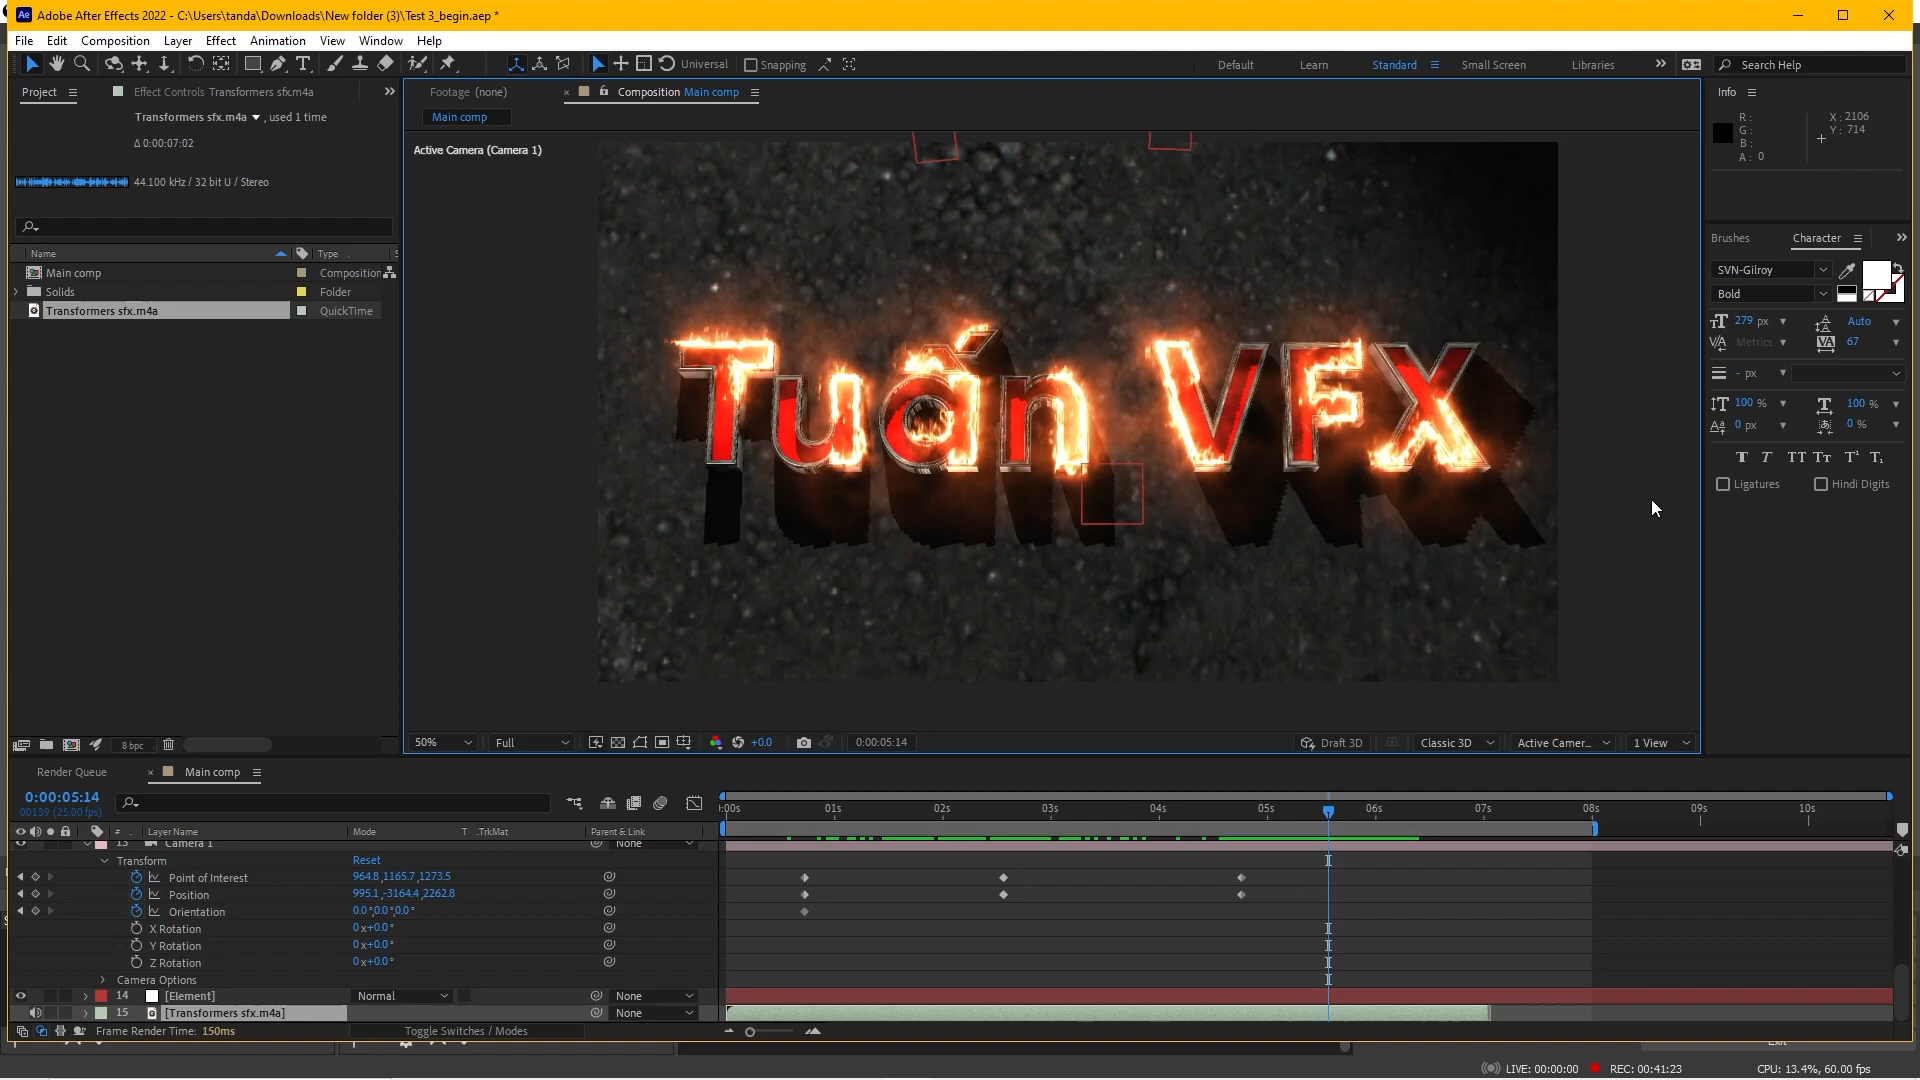 Ae Adobe After Effects 2022 - C:\Users\tanda\Downloads\New folder (3)\Test 3_begin.aep *
File Edit Composition Layer Effect Animation View Window Help
Universal Snapping Default Learn Standard Small Screen Libraries Search Help
Project Effect Controls Transformers sfx.m4a
Transformers sfx.m4a , used 1 time
Δ 0:00:07:02
44.100 kHz / 32 bit U / Stereo
Name Type
Main comp Composition
Solids Folder
Transformers sfx.m4a QuickTime
8 bpc
Footage (none) × Composition Main comp
Main comp
Active Camera (Camera 1)
Tuấn VFX
50% Full +0.0 0:00:05:14 Draft 3D Classic 3D Active Camer... 1 View
Info
R : X : 2106
G : Y : 714
B :
A : 0
Brushes Character
SVN-Gilroy
Bold
279 px Auto
Metrics 67
- px
100 % 100 %
0 px 0 %
T T TT Tт T¹ T₁
Ligatures Hindi Digits
Render Queue × Main comp
0:00:05:14
00139 (25.00 fps)
:00s 01s 02s 03s 04s 05s 06s 07s 08s 09s 10s
# Layer Name Mode T .TrkMat Parent & Link
13 Camera 1 None
Transform Reset
Point of Interest 964.8,1165.7,1273.5
Position 995.1,-3164.4,2262.8
Orientation 0.0°,0.0°,0.0°
X Rotation 0x+0.0°
Y Rotation 0x+0.0°
Z Rotation 0x+0.0°
Camera Options
14 [Element] Normal None
15 [Transformers sfx.m4a] None
Frame Render Time: 150ms Toggle Switches / Modes
Exit
LIVE: 00:00:00 REC: 00:41:23 CPU: 13.4%, 60.00 fps